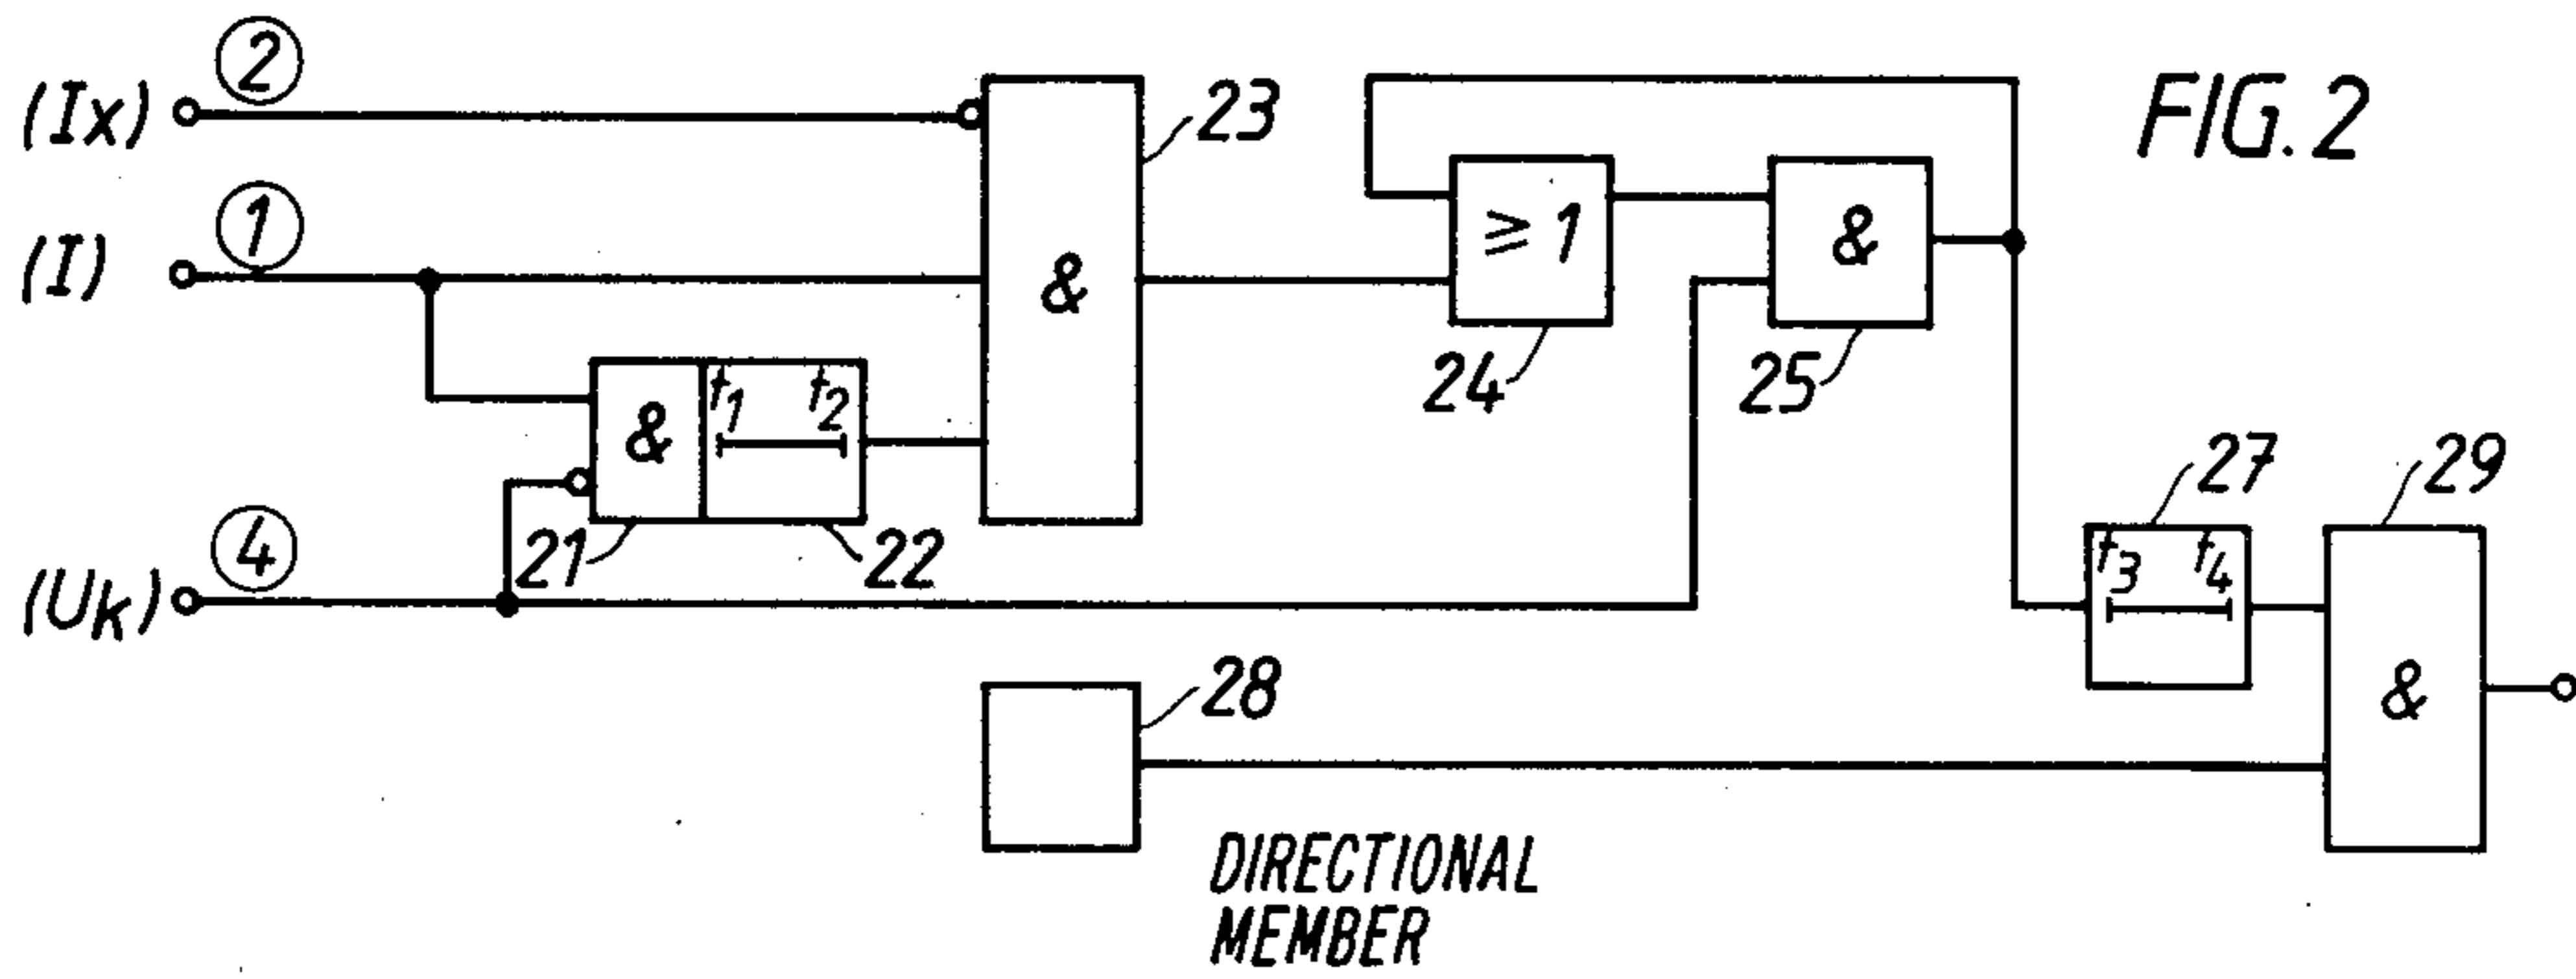 FIG. 2
(Ix) 2
23
(I) 1
≥ 1
&
&
24
25
& t1 t2
21
22
(Uk) 4
27
29
t3 t4
28
&
DIRECTIONAL
MEMBER